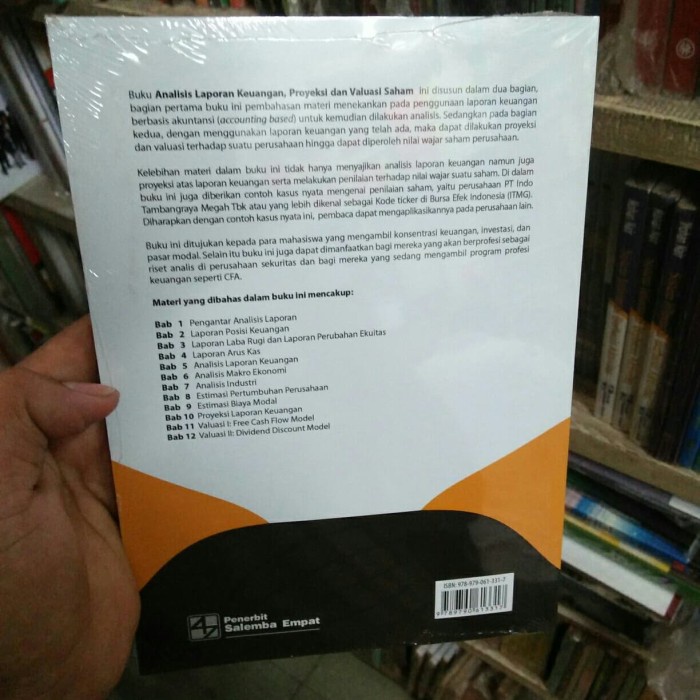 Buku Analisis Laporan Keuangan, Proyeksi dan Valuasi Saham ini disusun dalam dua bagian,
bagian pertama buku ini pembahasan materi menekankan pada penggunaan laporan keuangan
berbasis akuntansi (accounting based) untuk kemudian dilakukan analisis. Sedangkan pada bagian
kedua, dengan menggunakan laporan keuangan yang telah ada, maka dapat dilakukan proyeksi
dan valuasi terhadap suatu perusahaan hingga dapat diperoleh nilai wajar saham perusahaan.
Kelebihan materi dalam buku ini tidak hanya menyajikan analisis laporan keuangan namun juga
proyeksi atas laporan keuangan serta melakukan penilaian terhadap nilai wajar suatu saham. Di dalam
buku ini juga diberikan contoh kasus nyata mengenai penilaian saham, yaitu perusahaan PT Indo
Tambangraya Megah Tbk atau yang lebih dikenal sebagai Kode ticker di Bursa Efek Indonesia (ITMG).
Diharapkan dengan contoh kasus nyata ini, pembaca dapat mengaplikasikannya pada perusahaan lain.
Buku ini ditujukan kepada para mahasiswa yang mengambil konsentrasi keuangan, investasi, dan
pasar modal. Selain itu buku ini juga dapat dimanfaatkan bagi mereka yang akan berprofesi sebagai
riset analis di perusahaan sekuritas dan bagi mereka yang sedang mengambil program profesi
keuangan seperti CFA.
Materi yang dibahas dalam buku ini mencakup:
Bab 1 Pengantar Analisis Laporan
Bab 2 Laporan Posisi Keuangan
Bab 3 Laporan Laba Rugi dan Laporan Perubahan Ekuitas
Bab 4 Laporan Arus Kas
Bab 5 Analisis Laporan Keuangan
Bab 6 Analisis Makro Ekonomi
Bab 7 Analisis Industri
Bab 8 Estimasi Pertumbuhan Perusahaan
Bab 9 Estimasi Biaya Modal
Bab 10 Proyeksi Laporan Keuangan
Bab 11 Valuasi I: Free Cash Flow Model
Bab 12 Valuasi II: Dividend Discount Model
ISBN: 978-979-061-331-7
Penerbit
Salemba Empat